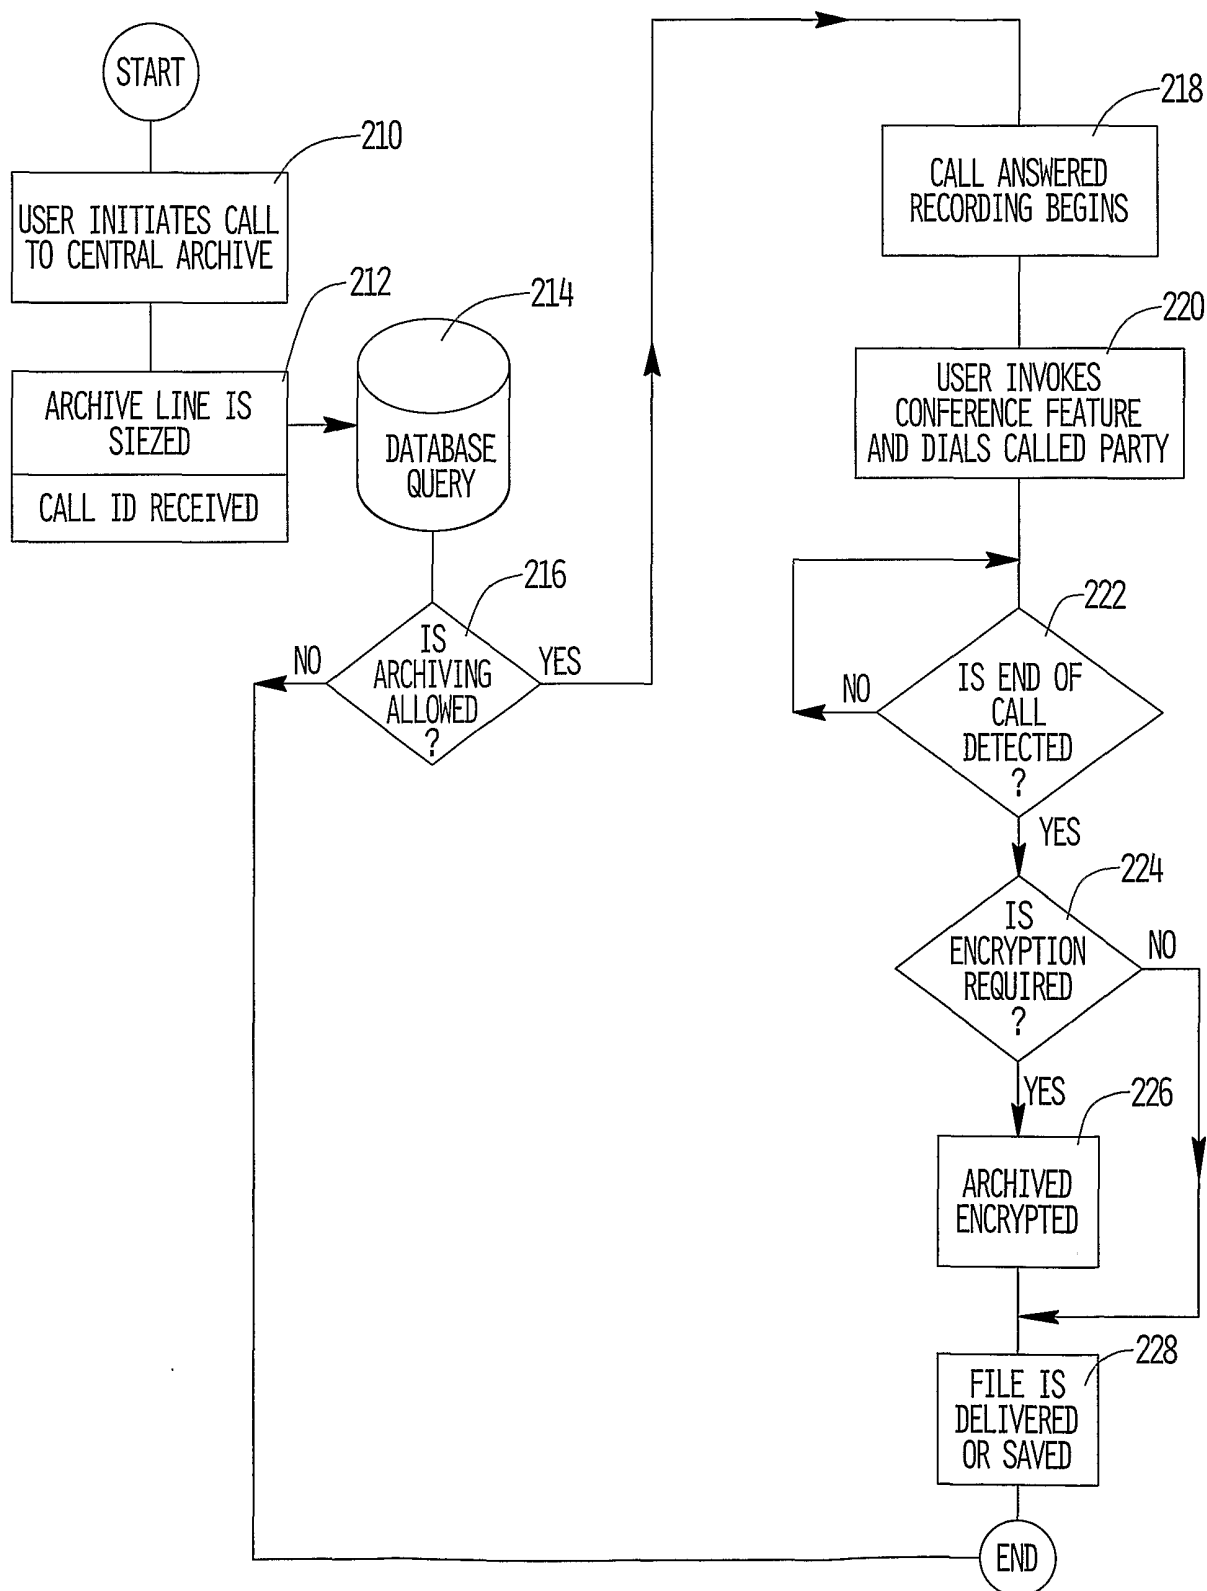 START
210
USER INITIATES CALL
TO CENTRAL ARCHIVE
212
ARCHIVE LINE IS
SIEZED
CALL ID RECEIVED
214
DATABASE
QUERY
216
IS
ARCHIVING
ALLOWED
?
NO
YES
218
CALL ANSWERED
RECORDING BEGINS
220
USER INVOKES
CONFERENCE FEATURE
AND DIALS CALLED PARTY
222
IS END OF
CALL
DETECTED
?
NO
YES
224
IS
ENCRYPTION
REQUIRED
?
NO
YES
226
ARCHIVED
ENCRYPTED
228
FILE IS
DELIVERED
OR SAVED
END